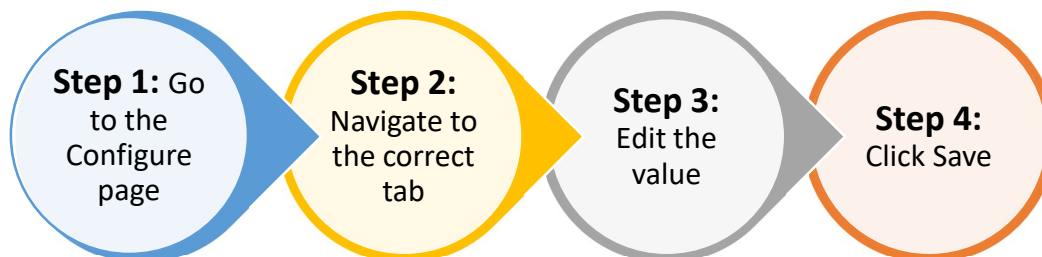 Step 1: Go
to the
Configure
page
Step 2:
Navigate to
the correct
tab
Step 3:
Edit the
value
Step 4:
Click Save